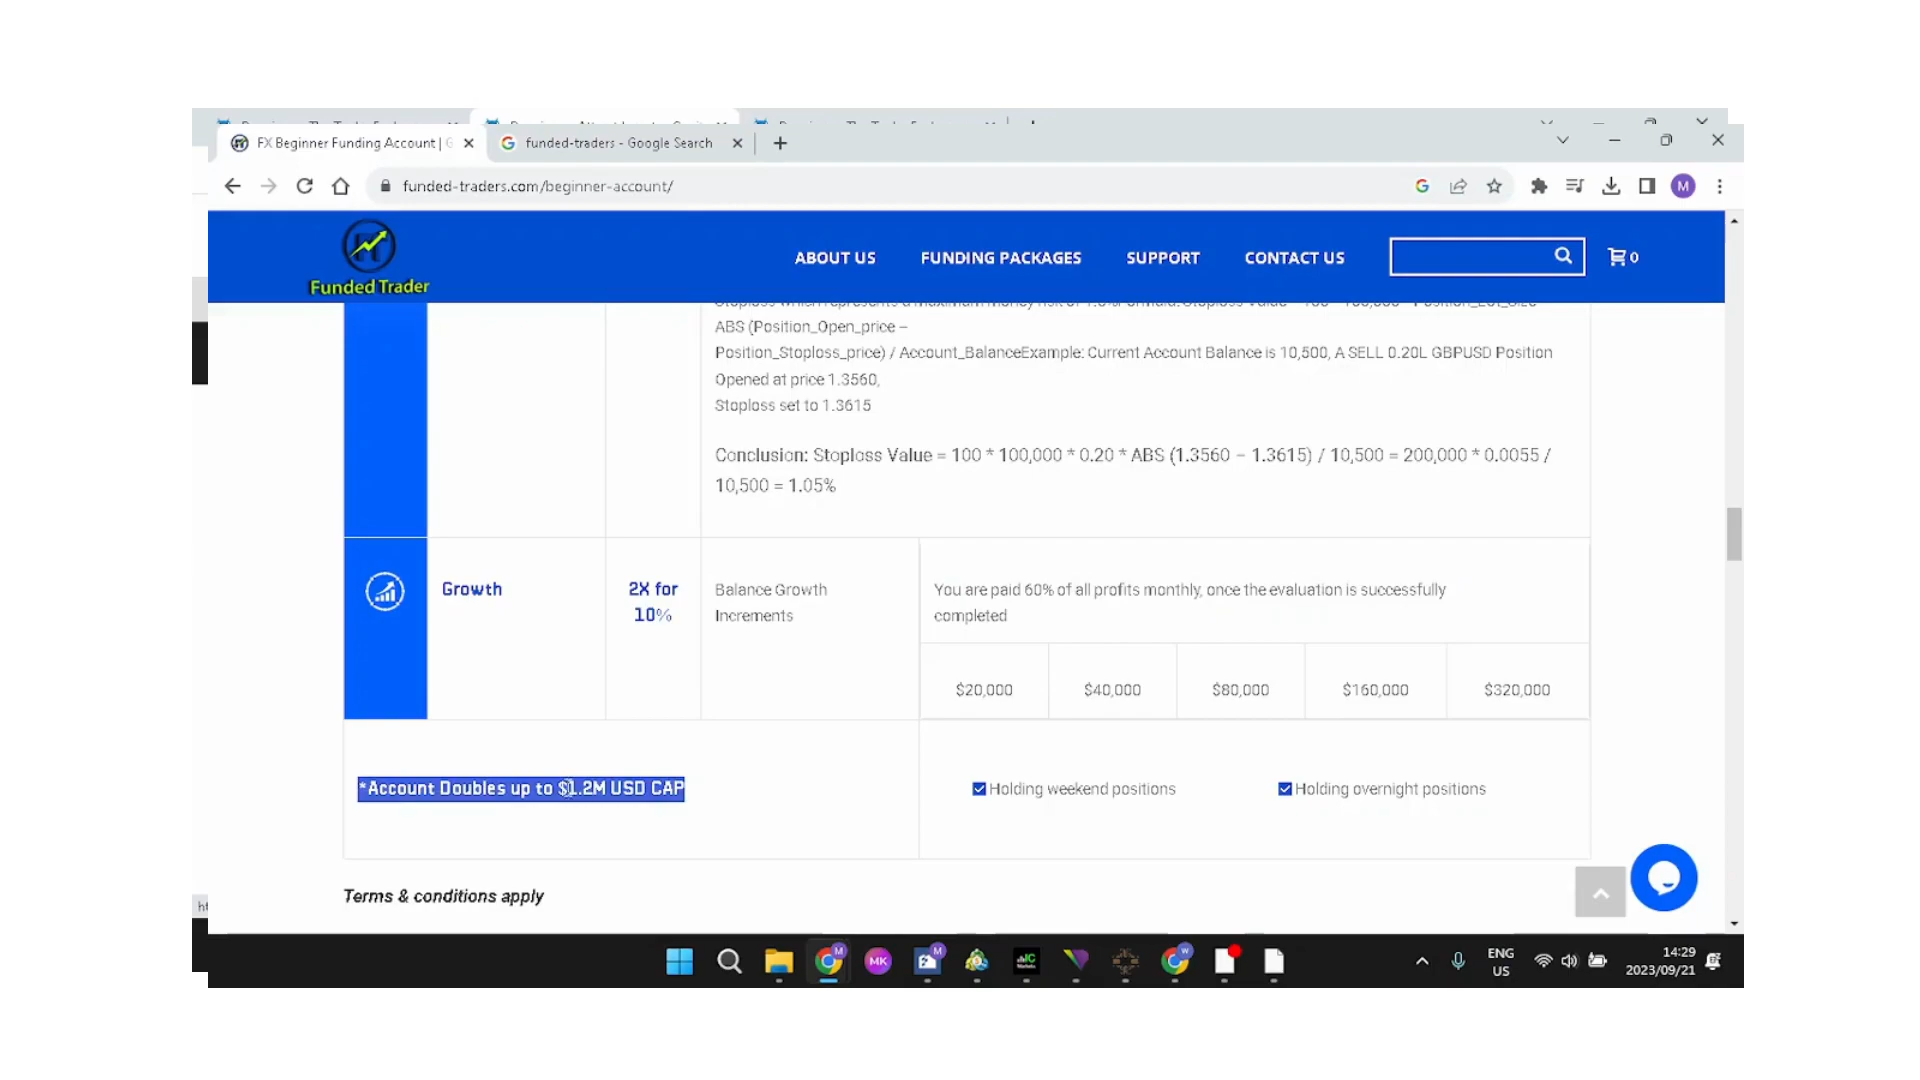 FX Beginner Funding Account | G
funded-traders - Google Search
funded-traders.com/beginner-account/
M
Funded Trader
ABOUT US
FUNDING PACKAGES
SUPPORT
CONTACT US
0
ABS (Position_Open_price –
Position_Stoploss_price) / Account_BalanceExample: Current Account Balance is 10,500, A SELL 0.20L GBPUSD Position
Opened at price 1.3560,
Stoploss set to 1.3615
Conclusion: Stoploss Value = 100 * 100,000 * 0.20 * ABS (1.3560 – 1.3615) / 10,500 = 200,000 * 0.0055 /
10,500 = 1.05%
Growth
2X for
10%
Balance Growth
Increments
You are paid 60% of all profits monthly, once the evaluation is successfully
completed
$20,000
$40,000
$80,000
$160,000
$320,000
*Account Doubles up to $1.2M USD CAP
Holding weekend positions
Holding overnight positions
Terms & conditions apply
MK
ENG
US
14:29
2023/09/21